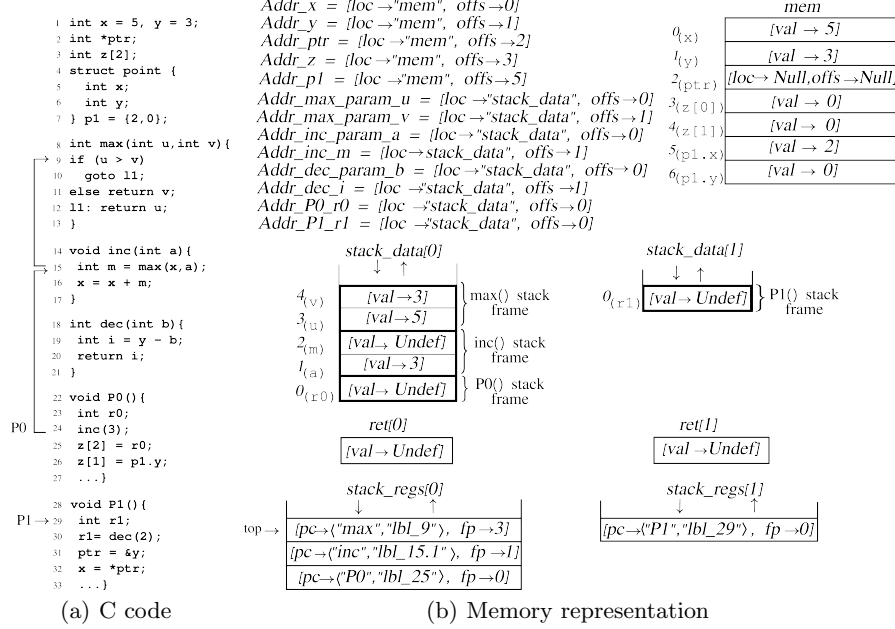 1 int x = 5, y = 3;
2 int *ptr;
3 int z[2];
4 struct point {
5 int x;
6 int y;
7 } p1 = {2,0};
8 int max(int u,int v){
9 if (u > v)
10 goto l1;
11 else return v;
12 l1: return u;
13 }
14 void inc(int a){
15 int m = max(x,a);
16 x = x + m;
17 }
18 int dec(int b){
19 int i = y - b;
20 return i;
21 }
22 void P0(){
23 int r0;
P0 24 inc(3);
25 z[2] = r0;
26 z[1] = p1.y;
27 ...}
28 void P1(){
P1→ 29 int r1;
30 r1= dec(2);
31 ptr = &y;
32 x = *ptr;
33 ...}
(a) C code
Addr_x = [loc→"mem", offs→0]
Addr_y = [loc→"mem", offs→1]
Addr_ptr = [loc→"mem", offs→2]
Addr_z = [loc→"mem", offs→3]
Addr_p1 = [loc→"mem", offs→5]
Addr_max_param_u = [loc→"stack_data", offs→0]
Addr_max_param_v = [loc→"stack_data", offs→1]
Addr_inc_param_a = [loc→"stack_data", offs→0]
Addr_inc_m = [loc→stack_data", offs→1]
Addr_dec_param_b = [loc→"stack_data", offs→0]
Addr_dec_i = [loc→"stack_data", offs→1]
Addr_P0_r0 = [loc→"stack_data", offs→0]
Addr_P1_r1 = [loc→"stack_data", offs→0]
mem
0(x) [val → 5]
1(y) [val → 3]
2(ptr) [loc→ Null,offs→Null]
3(z[0]) [val → 0]
4(z[1]) [val → 0]
5(p1.x) [val → 2]
6(p1.y) [val → 0]
stack_data[0]
↓ ↑
4(v) [val→3]
3(u) [val→5]
max() stack
frame
2(m) [val→ Undef]
1(a) [val→3]
inc() stack
frame
0(r0) [val→ Undef]
P0() stack
frame
stack_data[1]
↓ ↑
0(r1) [val→ Undef]
P1() stack
frame
ret[0]
[val→Undef]
ret[1]
[val→Undef]
stack_regs[0]
↓ ↑
top→ [pc→⟨"max","lbl_9"⟩, fp→3]
[pc→⟨"inc","lbl_15.1"⟩, fp→1]
[pc→⟨"P0","lbl_25"⟩, fp→0]
stack_regs[1]
↓ ↑
[pc→⟨"P1","lbl_29"⟩, fp→0]
(b) Memory representation